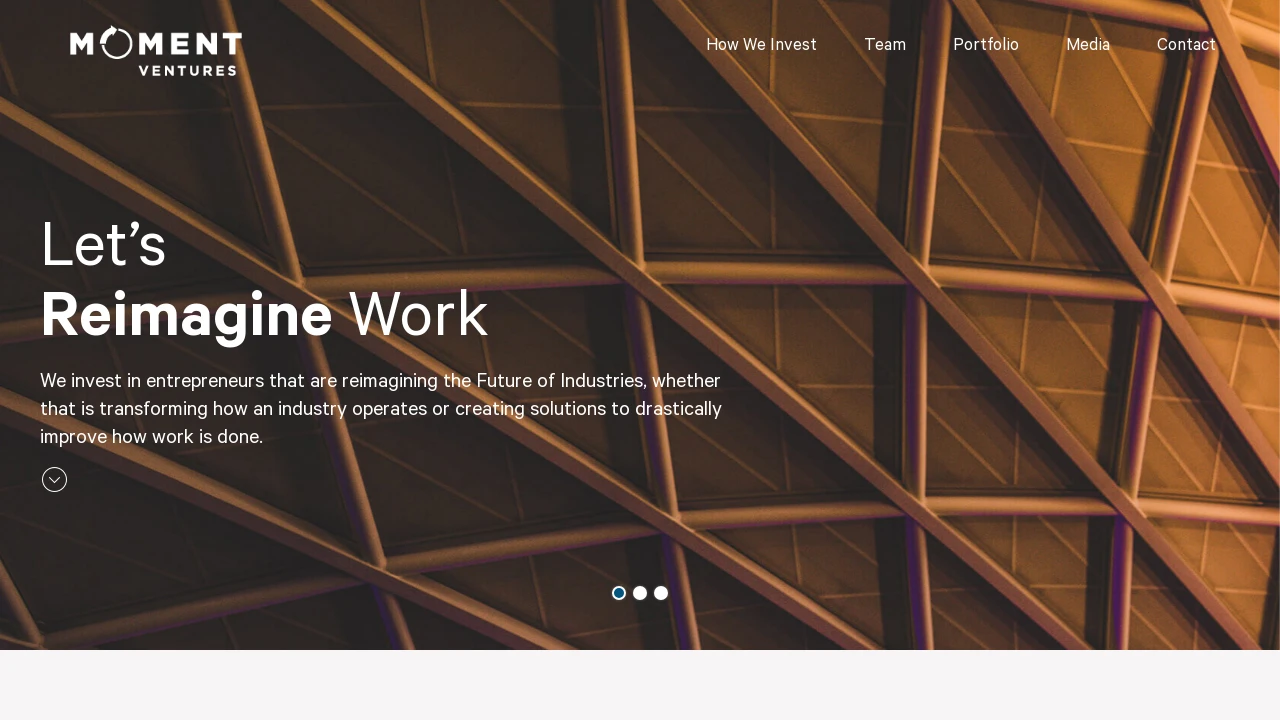 MOMENT
VENTURES
How We Invest
Team
Portfolio
Media
Contact
Let’s
Reimagine Work
We invest in entrepreneurs that are reimagining the Future of Industries, whether
that is transforming how an industry operates or creating solutions to drastically
improve how work is done.